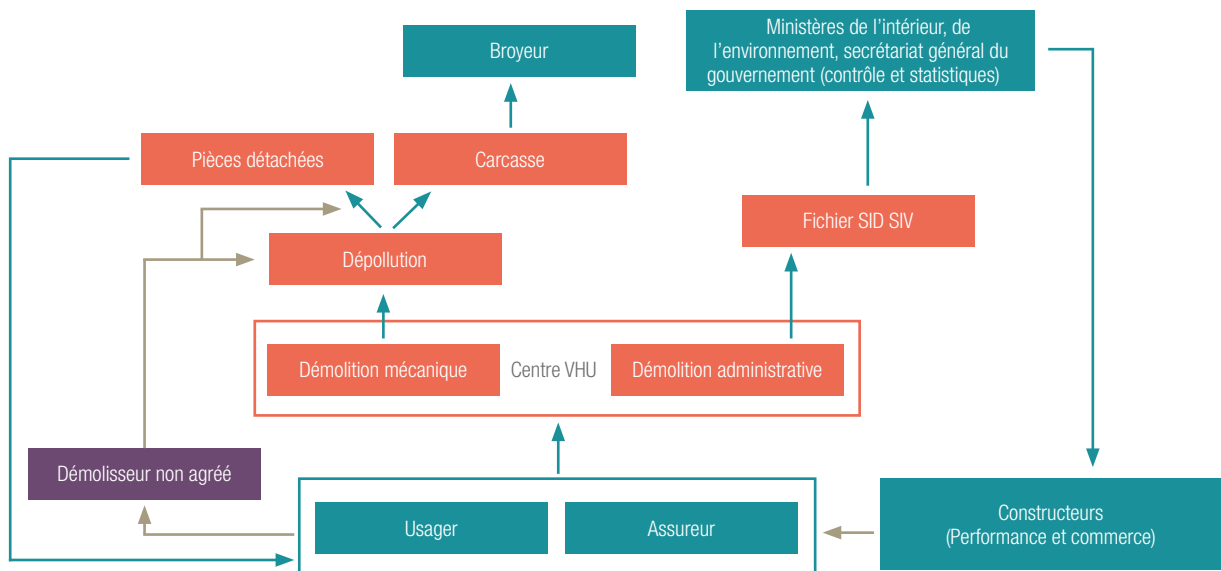 Ministères de l'intérieur, de
l'environnement, secrétariat général du
gouvernement (contrôle et statistiques)
Broyeur
Pièces détachées
Carcasse
Fichier SID SIV
Dépollution
Démolition mécanique
Centre VHU
Démolition administrative
Démolisseur non agréé
Usager
Assureur
Constructeurs
(Performance et commerce)